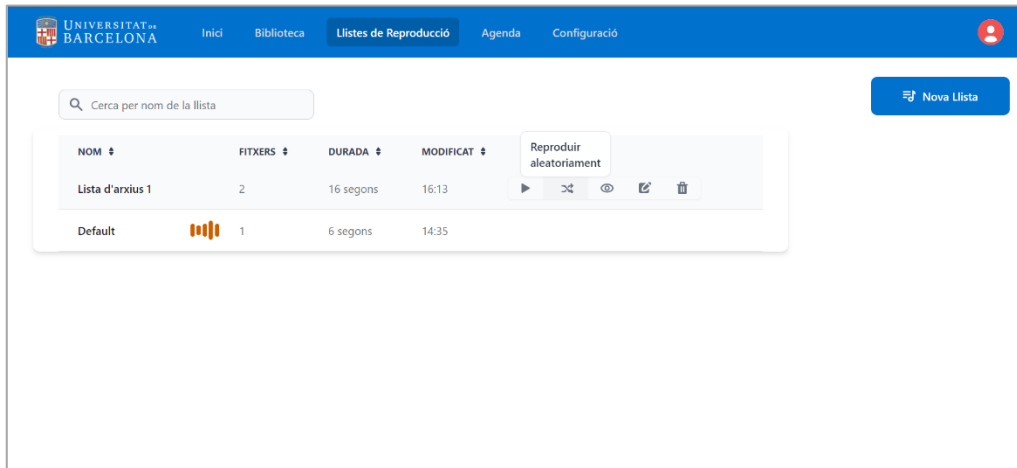 UNIVERSITAT DE
BARCELONA
Inici Biblioteca Llistes de Reproducció Agenda Configuració
Nova Llista
Cerca per nom de la llista
NOM FITXERS DURADA MODIFICAT
Reproduir
aleatoriament
Lista d'arxius 1 2 16 segons 16:13
Default 1 6 segons 14:35